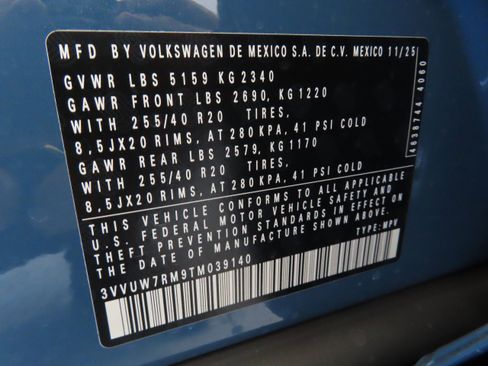 MFD BY VOLKSWAGEN DE MEXICO S.A. DE C.V. MEXICO 11/25
GVWR LBS 5159 KG 2340
GAWR FRONT LBS 2690, KG 1220
WITH 255/40 R20 TIRES,
8,5JX20 RIMS, AT 280 KPA, 41 PSI COLD
GAWR REAR LBS 2579, KG 1170
WITH 255/40 R20 TIRES,
8,5JX20 RIMS, AT 280 KPA, 41 PSI COLD
THIS VEHICLE CONFORMS TO ALL APPLICABLE
U.S. FEDERAL MOTOR VEHICLE SAFETY AND
THEFT PREVENTION STANDARDS IN EFFECT ON
THE DATE OF MANUFACTURE SHOWN ABOVE.
3VVUW7RM9TM039140 TYPE: MPV
4638744 4060